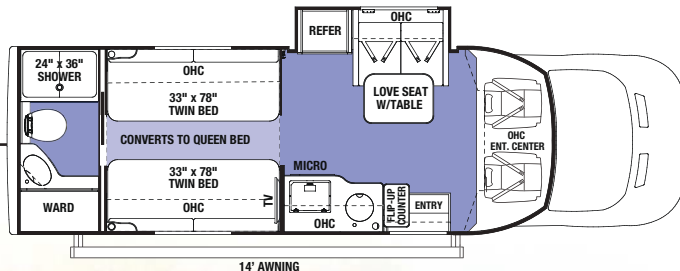 REFER
OHC
24" x 36"
SHOWER
OHC
33" x 78"
TWIN BED
LOVE SEAT
W/TABLE
CONVERTS TO QUEEN BED
OHC
ENT. CENTER
33" x 78"
TWIN BED
MICRO
WARD
OHC
TV
OHC
FLIP-UP
COUNTER
ENTRY
14' AWNING